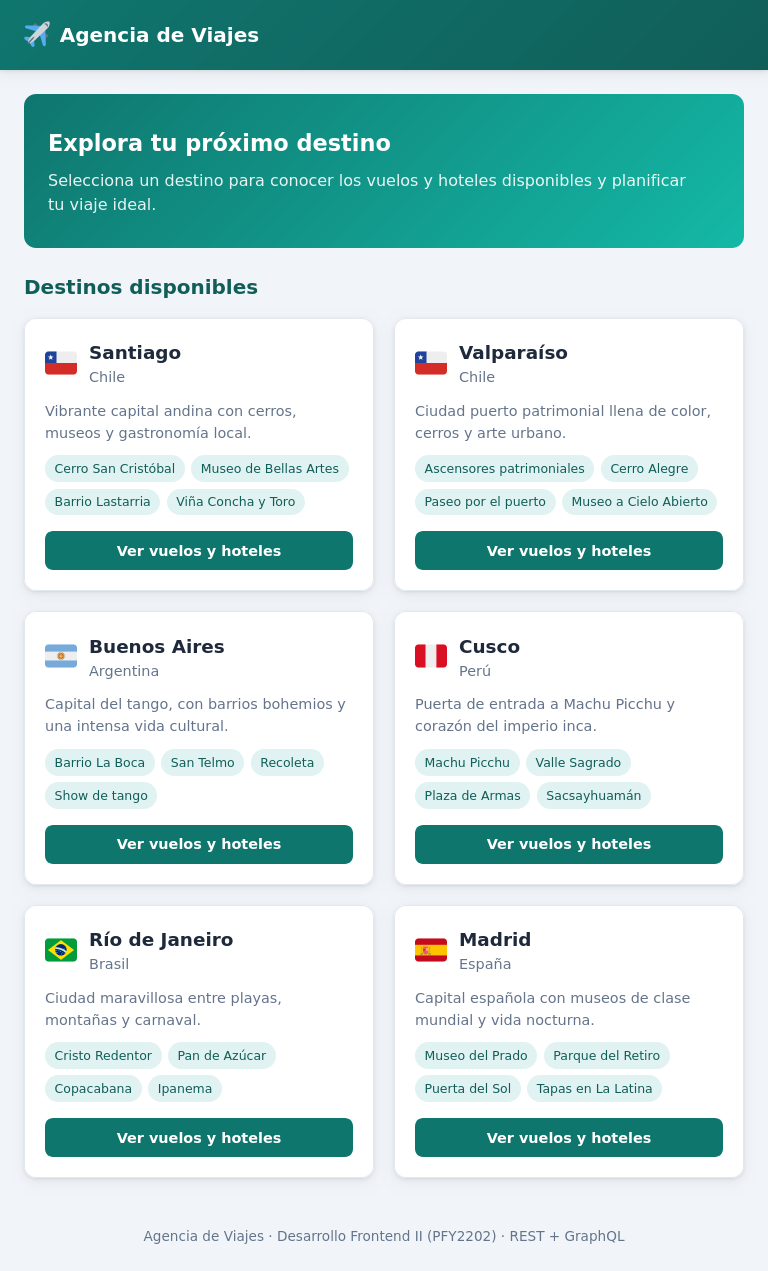 Agencia de Viajes
Explora tu próximo destino
Selecciona un destino para conocer los vuelos y hoteles disponibles y planificar
tu viaje ideal.
Destinos disponibles
Santiago
Chile
Vibrante capital andina con cerros,
museos y gastronomía local.
Cerro San Cristóbal
Museo de Bellas Artes
Barrio Lastarria
Viña Concha y Toro
Ver vuelos y hoteles
Valparaíso
Chile
Ciudad puerto patrimonial llena de color,
cerros y arte urbano.
Ascensores patrimoniales
Cerro Alegre
Paseo por el puerto
Museo a Cielo Abierto
Ver vuelos y hoteles
Buenos Aires
Argentina
Capital del tango, con barrios bohemios y
una intensa vida cultural.
Barrio La Boca
San Telmo
Recoleta
Show de tango
Ver vuelos y hoteles
Cusco
Perú
Puerta de entrada a Machu Picchu y
corazón del imperio inca.
Machu Picchu
Valle Sagrado
Plaza de Armas
Sacsayhuamán
Ver vuelos y hoteles
Río de Janeiro
Brasil
Ciudad maravillosa entre playas,
montañas y carnaval.
Cristo Redentor
Pan de Azúcar
Copacabana
Ipanema
Ver vuelos y hoteles
Madrid
España
Capital española con museos de clase
mundial y vida nocturna.
Museo del Prado
Parque del Retiro
Puerta del Sol
Tapas en La Latina
Ver vuelos y hoteles
Agencia de Viajes · Desarrollo Frontend II (PFY2202) · REST + GraphQL